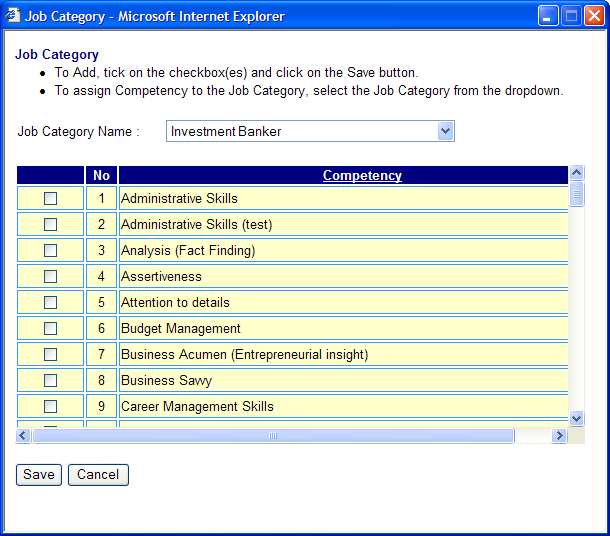 Job Category - Microsoft Internet Explorer
Job Category
To Add, tick on the checkbox(es) and click on the Save button.
To assign Competency to the Job Category, select the Job Category from the dropdown.
Job Category Name : Investment Banker
No Competency
1 Administrative Skills
2 Administrative Skills (test)
3 Analysis (Fact Finding)
4 Assertiveness
5 Attention to details
6 Budget Management
7 Business Acumen (Entrepreneurial insight)
8 Business Savvy
9 Career Management Skills
Save Cancel